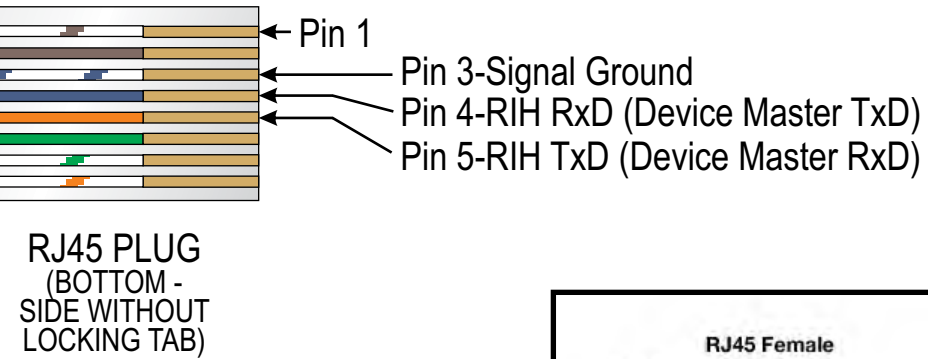 Pin 1
Pin 3-Signal Ground
Pin 4-RIH RxD (Device Master TxD)
Pin 5-RIH TxD (Device Master RxD)
RJ45 PLUG
(BOTTOM -
SIDE WITHOUT
LOCKING TAB)
RJ45 Female